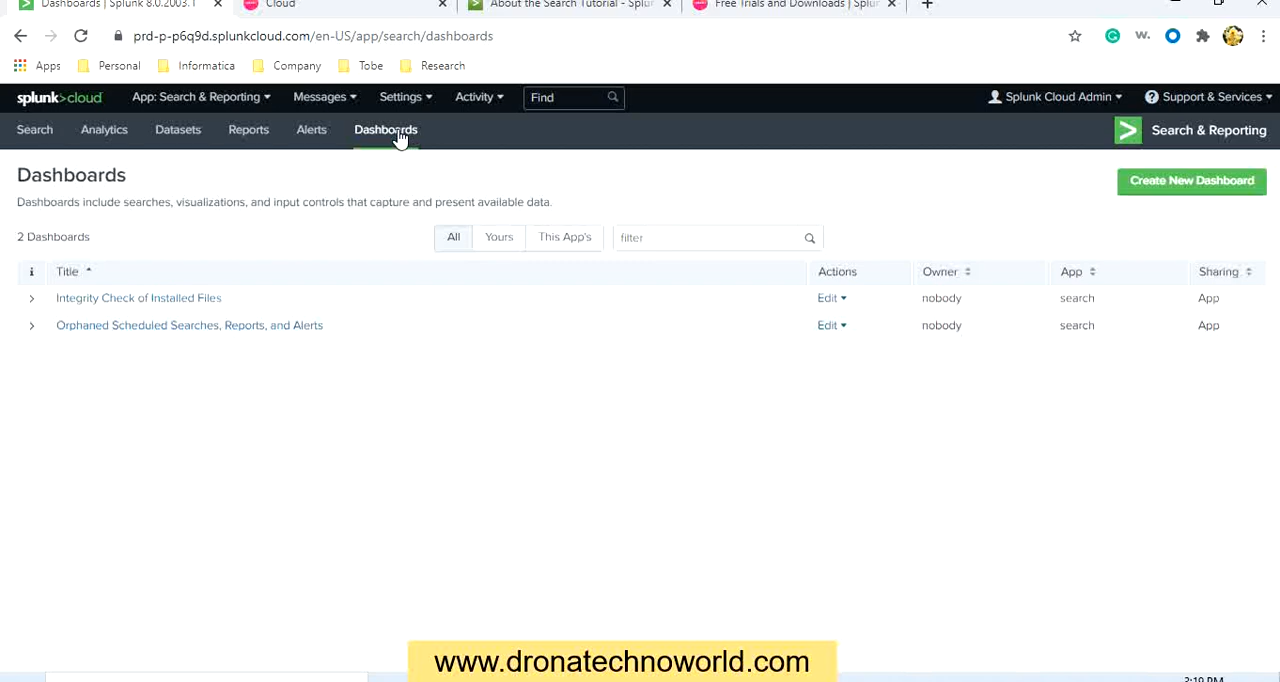 Dashboards | Splunk 8.0.2003.1
Cloud
About the Search Tutorial - Splu
Free Trials and Downloads | Splu
prd-p-p6q9d.splunkcloud.com/en-US/app/search/dashboards
w.
Apps Personal Informatica Company Tobe Research
splunk>cloud App: Search & Reporting Messages Settings Activity Find Splunk Cloud Admin Support & Services
Search Analytics Datasets Reports Alerts Dashboards Search & Reporting
Dashboards
Create New Dashboard
Dashboards include searches, visualizations, and input controls that capture and present available data.
2 Dashboards All Yours This App's filter
i Title Actions Owner App Sharing
Integrity Check of Installed Files Edit nobody search App
Orphaned Scheduled Searches, Reports, and Alerts Edit nobody search App
www.dronatechnoworld.com